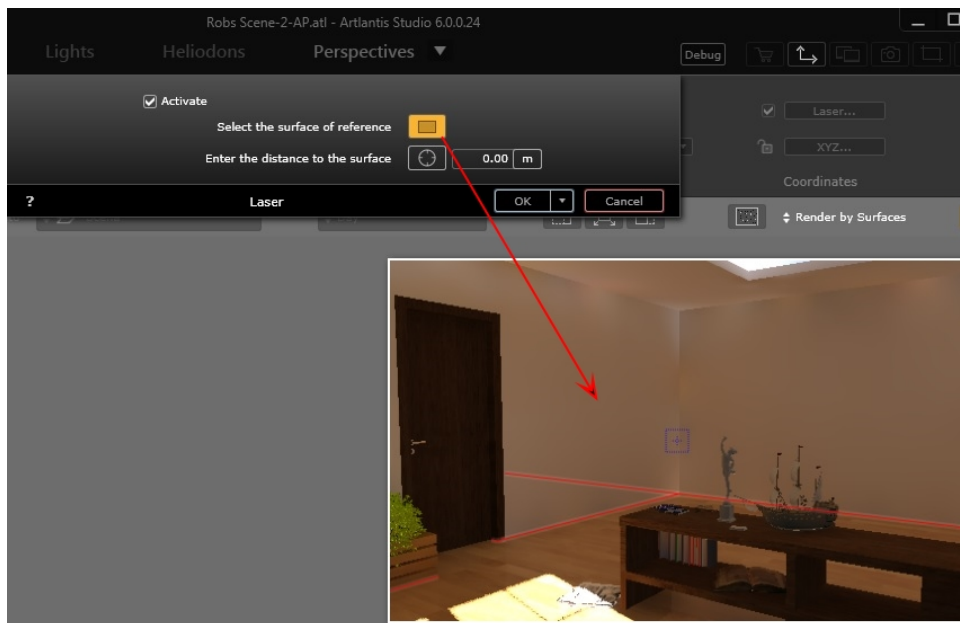 Robs Scene-2-AP.atl - Artlantis Studio 6.0.0.24
Lights Heliodons Perspectives Debug
Activate
Laser...
Select the surface of reference
XYZ...
Enter the distance to the surface 0.00 m
Coordinates
? Laser OK Cancel
Render by Surfaces